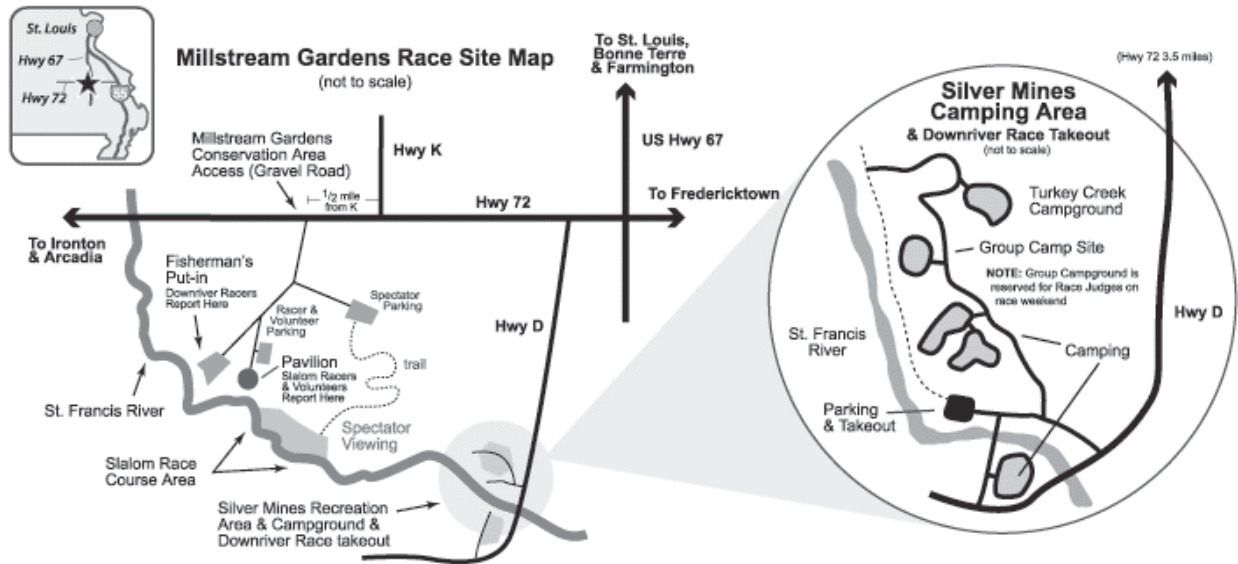 St. Louis
Hwy 67
Hwy 72
55
Millstream Gardens Race Site Map
(not to scale)
To St. Louis,
Bonne Terre
& Farmington
Millstream Gardens
Conservation Area
Access (Gravel Road)
Hwy K
1/2 mile
from K
US Hwy 67
Hwy 72
To Fredericktown
To Ironton
& Arcadia
Fisherman's
Put-in
Downriver Racers
Report Here
Racer &
Volunteer
Parking
Spectator
Parking
trail
Hwy D
Pavilion
Slalom Racers
& Volunteers
Report Here
St. Francis River
Spectator
Viewing
Slalom Race
Course Area
Silver Mines Recreation
Area & Campground &
Downriver Race takeout
(Hwy 72 3.5 miles)
Silver Mines
Camping Area
& Downriver Race Takeout
(not to scale)
Turkey Creek
Campground
Group Camp Site
NOTE: Group Campground is
reserved for Race Judges on
race weekend
Hwy D
St. Francis
River
Camping
Parking
& Takeout